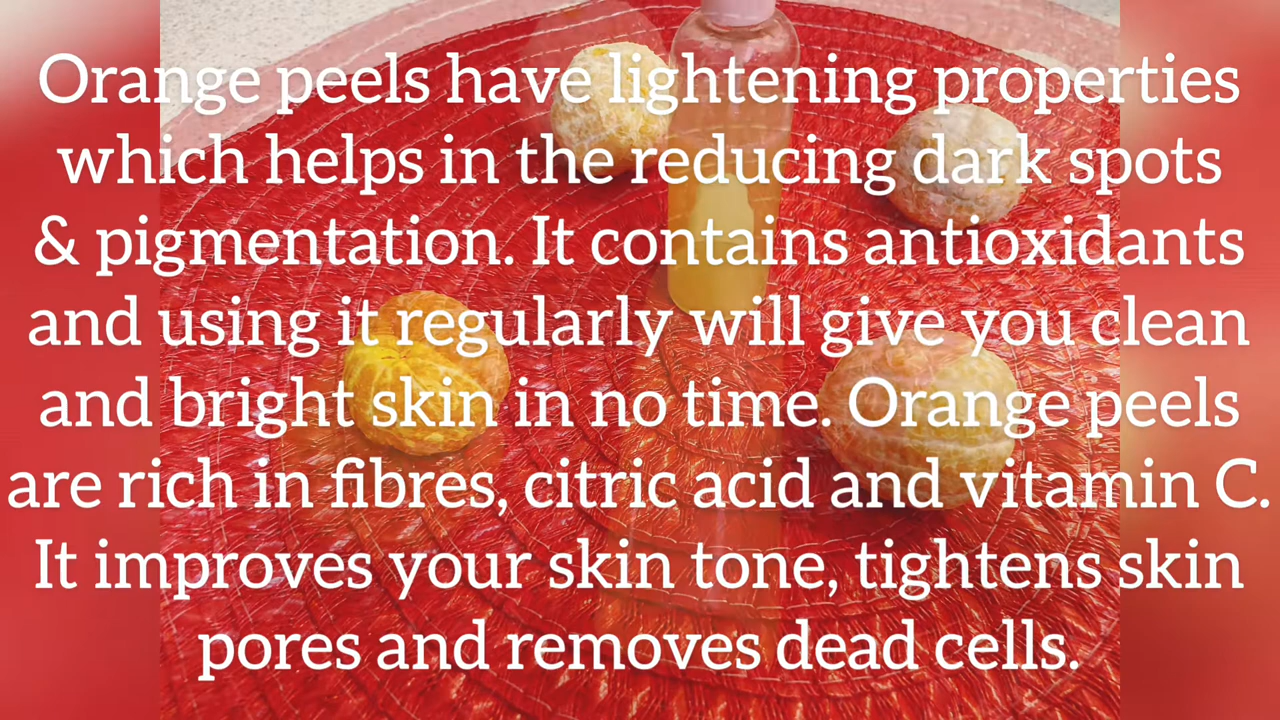 Orange peels have lightening properties
which helps in the reducing dark spots
& pigmentation. It contains antioxidants
and using it regularly will give you clean
and bright skin in no time. Orange peels
are rich in fibres, citric acid and vitamin C.
It improves your skin tone, tightens skin
pores and removes dead cells.